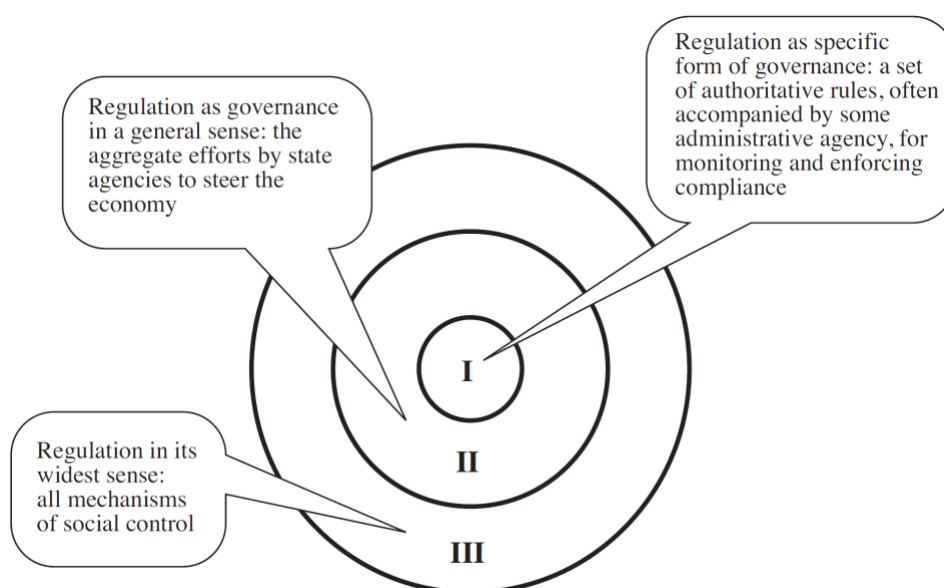 Regulation as specific
form of governance: a set
of authoritative rules, often
accompanied by some
administrative agency, for
monitoring and enforcing
compliance
Regulation as governance
in a general sense: the
aggregate efforts by state
agencies to steer the
economy
I
Regulation in its
widest sense:
all mechanisms
of social control
II
III